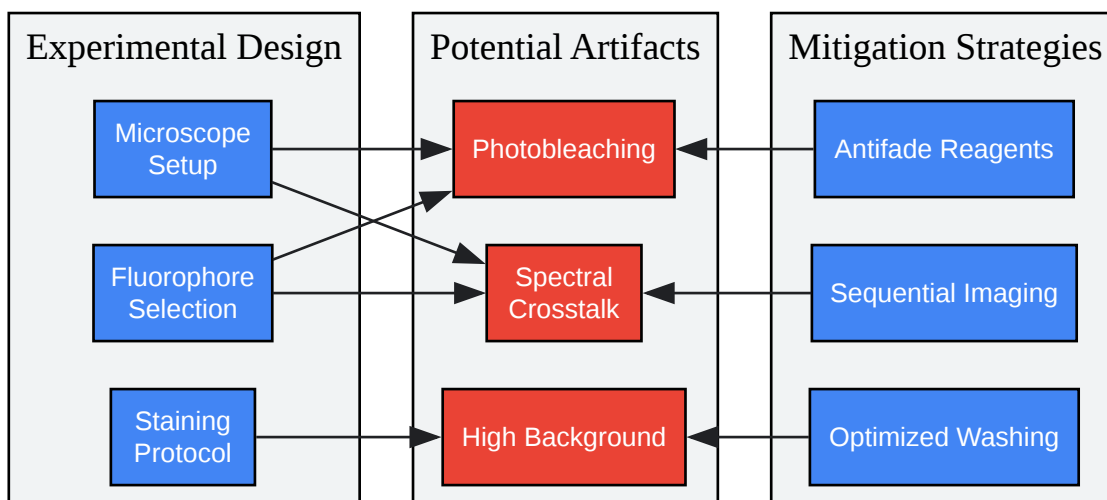 Experimental Design
Microscope
Setup
Fluorophore
Selection
Staining
Protocol
Potential Artifacts
Photobleaching
Spectral
Crosstalk
High Background
Mitigation Strategies
Antifade Reagents
Sequential Imaging
Optimized Washing